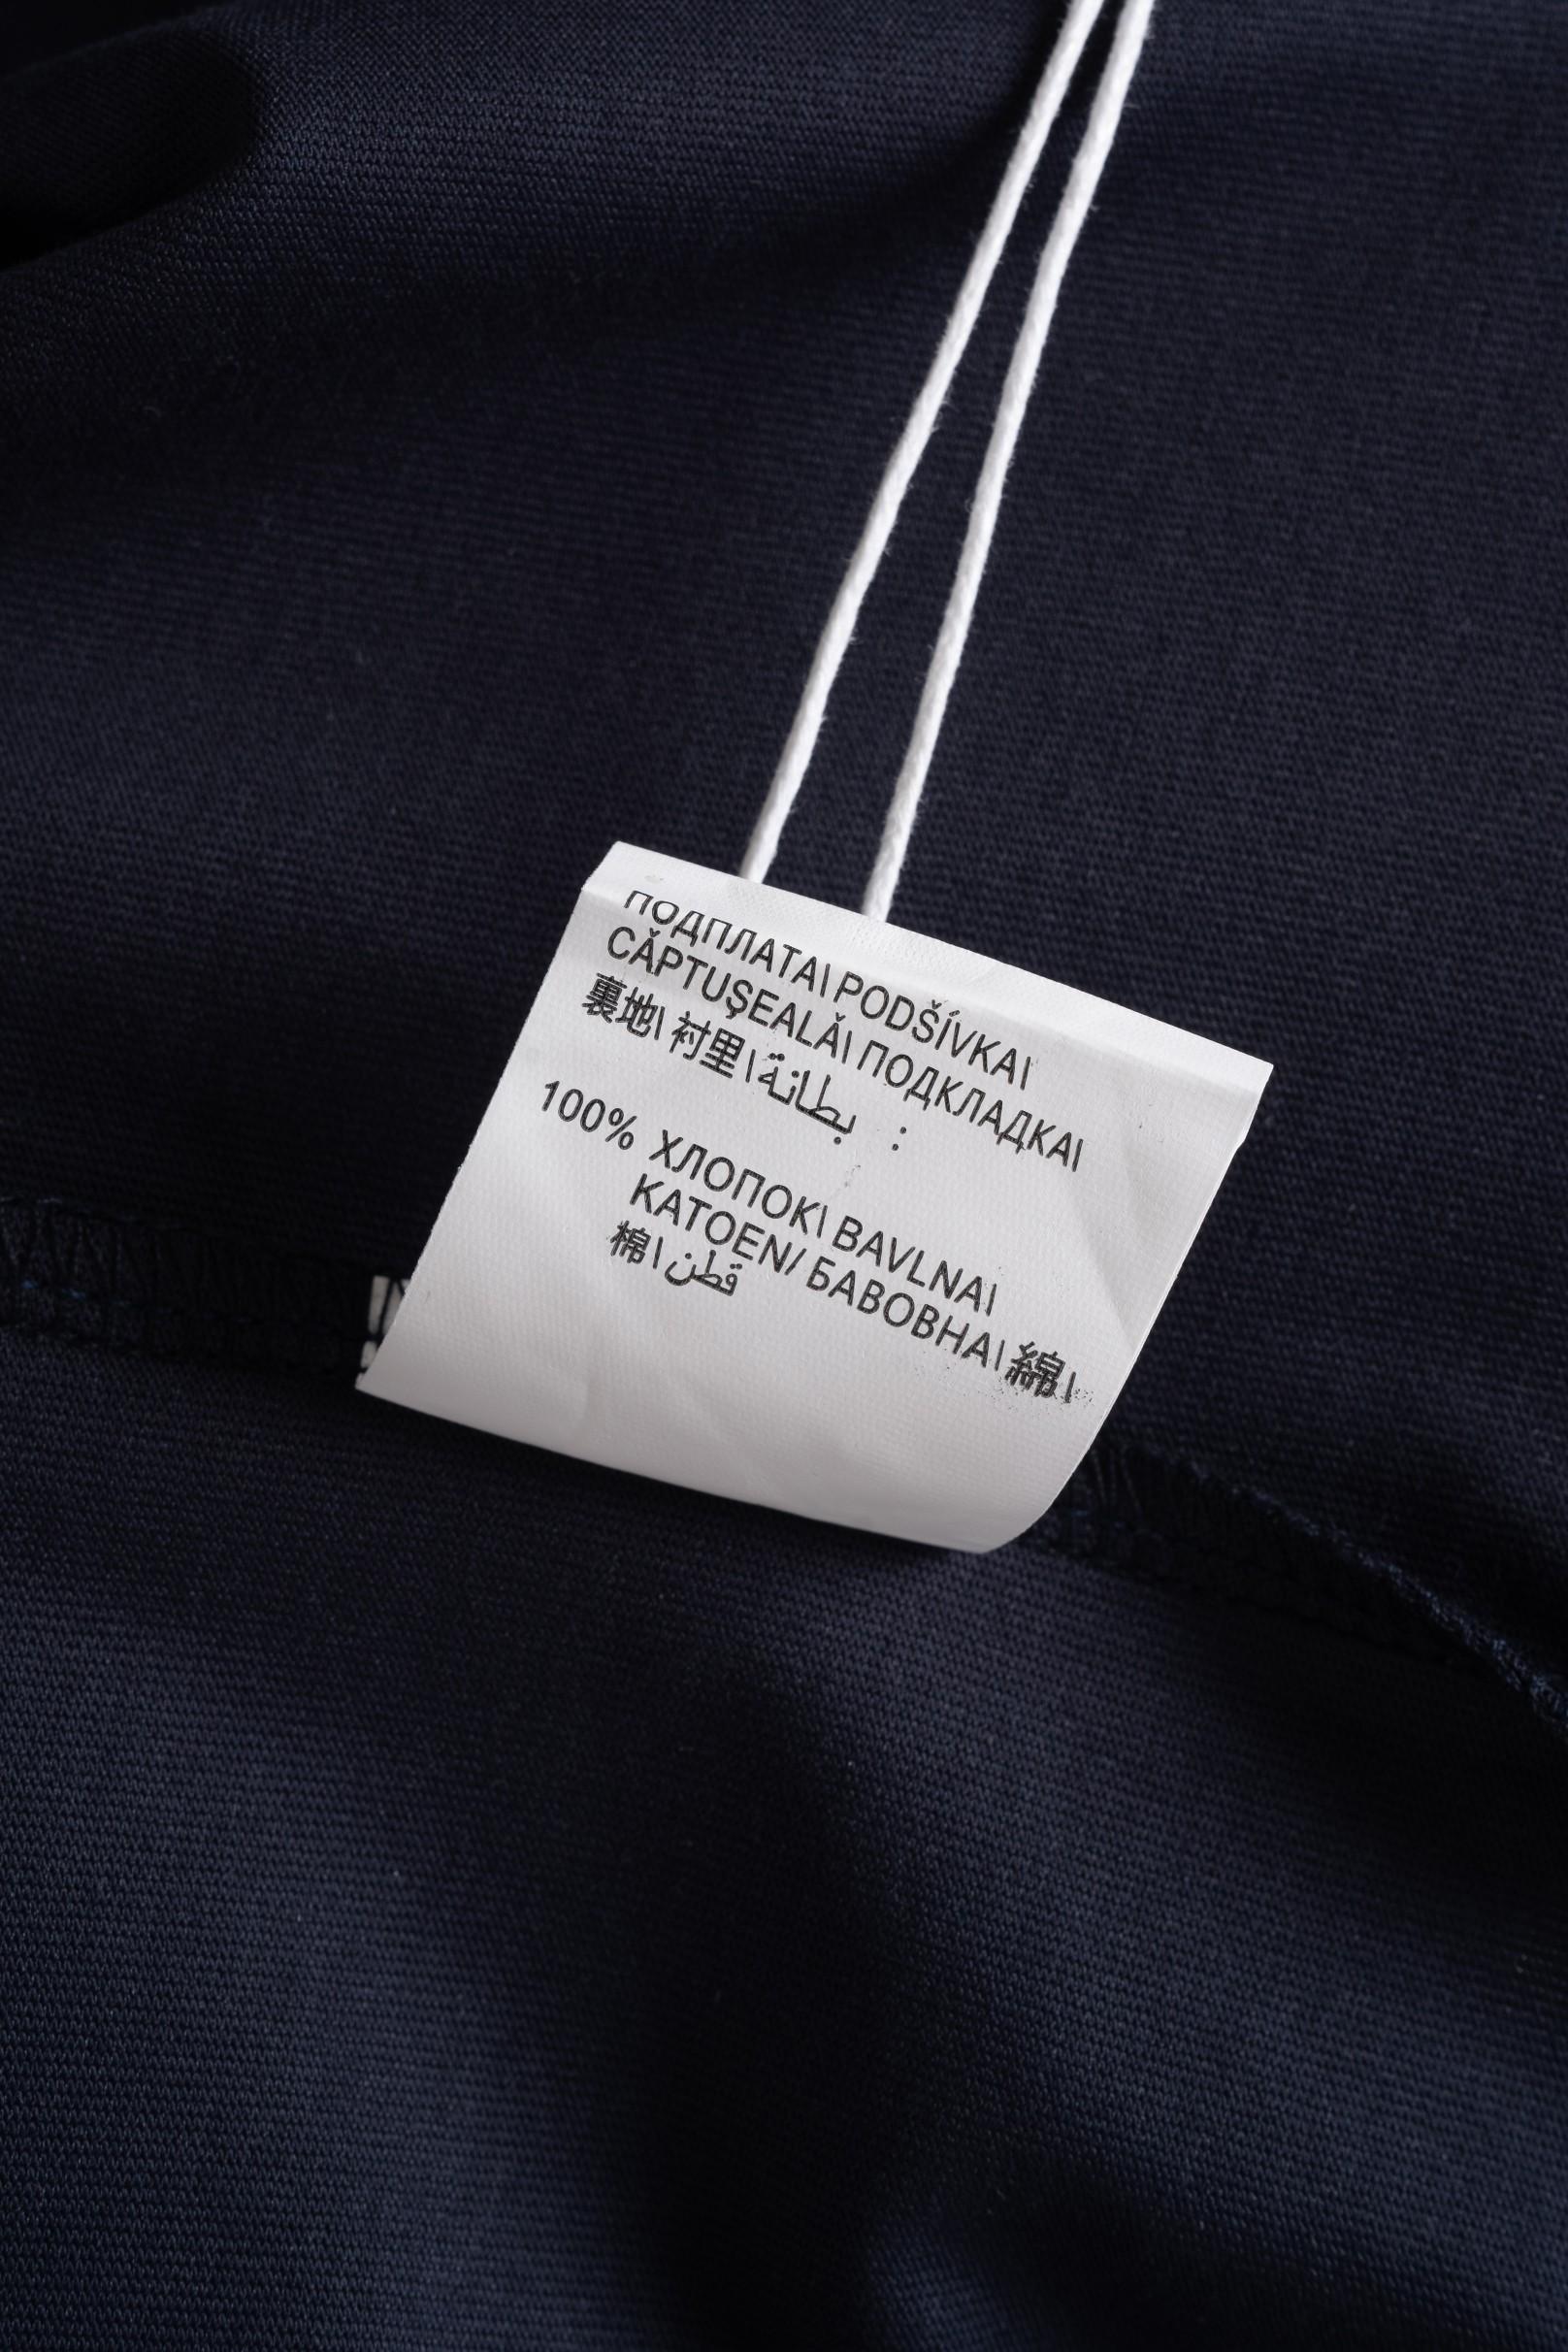 ПОДПЛАТА\ PODŠÍVKA\
CĂPTUŞEALĂ\ ПОДКЛАДКА\
裏地\ 衬里\ بطانة :
100% ХЛОПОК\ BAVLNA\
KATOEN/ БАВОВНА\ 綿\
棉\ قطن